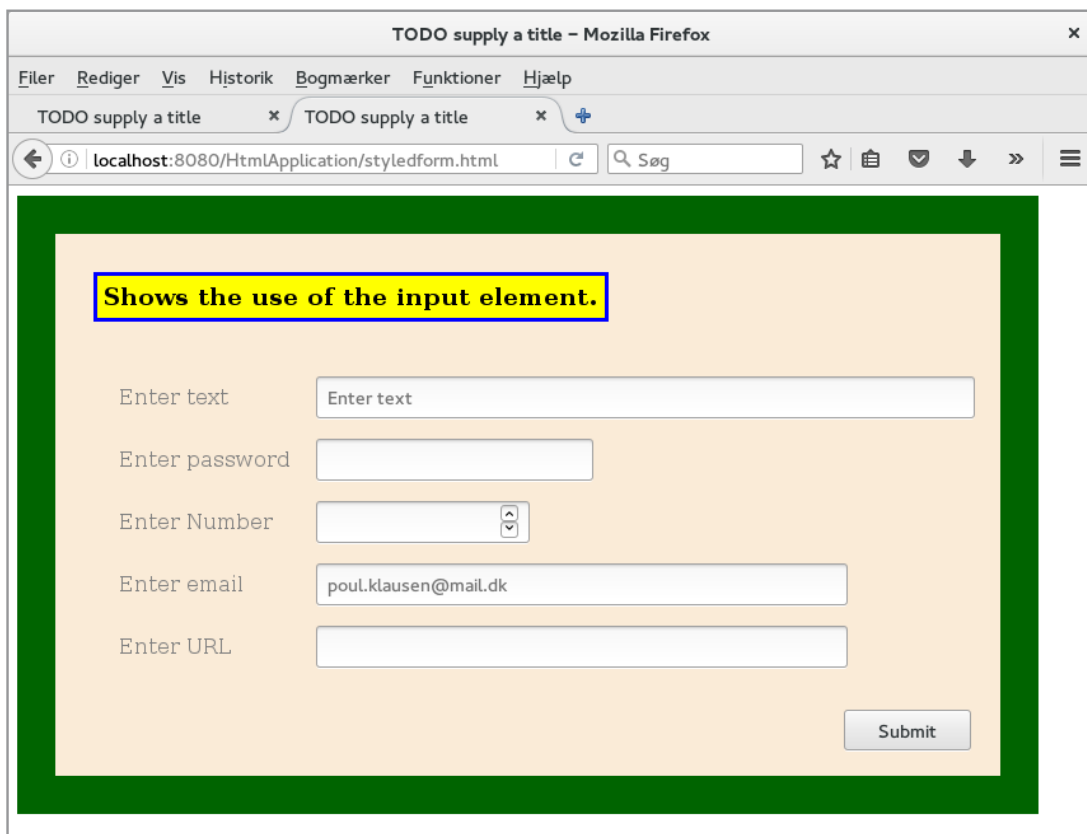 TODO supply a title – Mozilla Firefox
Filer Rediger Vis Historik Bogmærker Funktioner Hjælp
TODO supply a title TODO supply a title
localhost:8080/HtmlApplication/styledform.html Søg
Shows the use of the input element.
Enter text Enter text
Enter password
Enter Number
Enter email poul.klausen@mail.dk
Enter URL
Submit